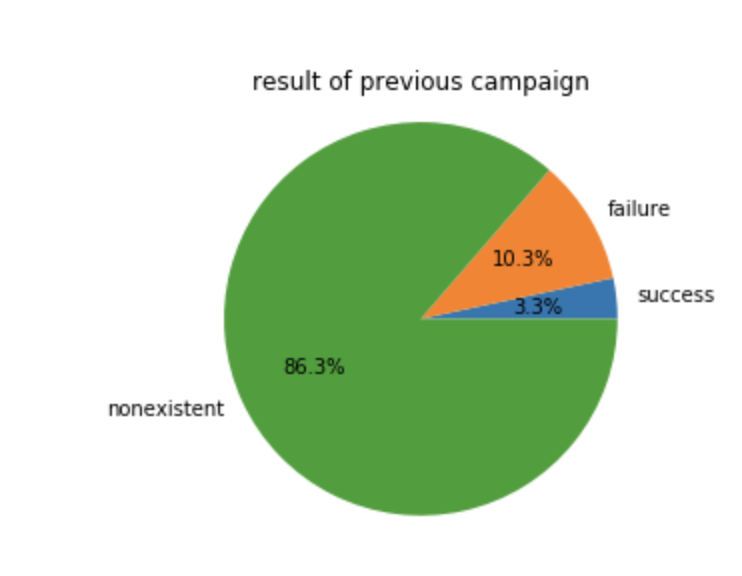 result of previous campaign
failure
10.3%
success
3.3%
86.3%
nonexistent